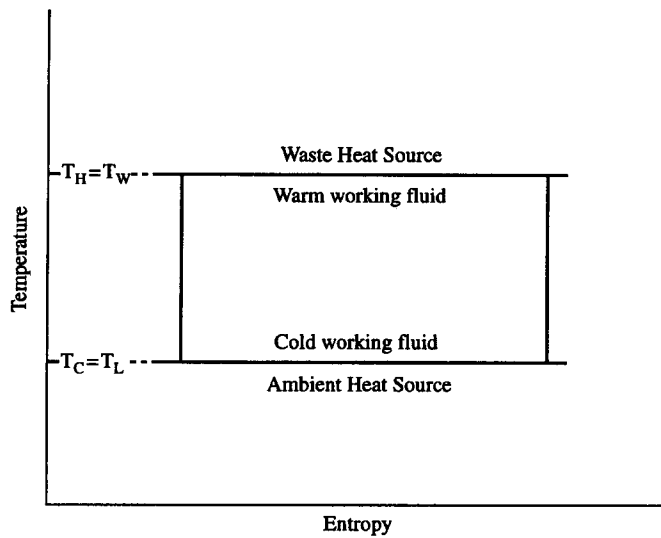 Waste Heat Source
T_H=T_W
Warm working fluid
Temperature
Cold working fluid
T_C=T_L
Ambient Heat Source
Entropy